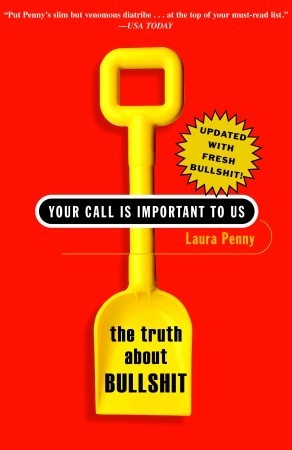 “Put Penny’s slim but venomous diatribe . . . at the top of your must-read list.”
—USA TODAY
UPDATED
WITH
FRESH
BULLSHIT!
YOUR CALL IS IMPORTANT TO US
Laura Penny
the truth
about
BULLSHIT